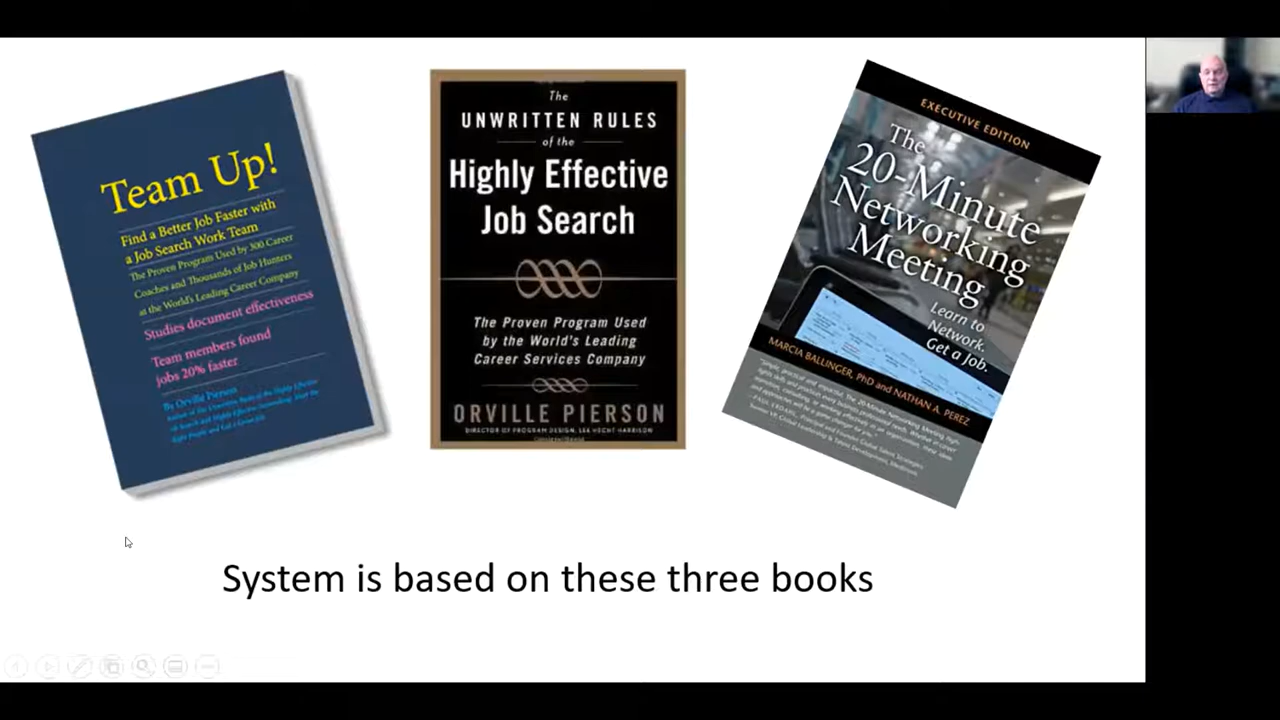 Team Up!
Find a Better Job Faster with
a Job Search Work Team
The Proven Program Used by 300 Career
Coaches and Thousands of Job Hunters
at the World's Leading Career Company
Studies document effectiveness
Team members found
jobs 20% faster
By Orville Pierson
The
UNWRITTEN RULES
of the
Highly Effective
Job Search
The Proven Program Used
by the World's Leading
Career Services Company
ORVILLE PIERSON
DIRECTOR OF PROGRAM DESIGN, LEE HECHT HARRISON
EXECUTIVE EDITION
The
20-Minute
Networking
Meeting
Learn to
Network.
Get a Job.
MARCIA BALLINGER, PhD and NATHAN A. PEREZ
System is based on these three books